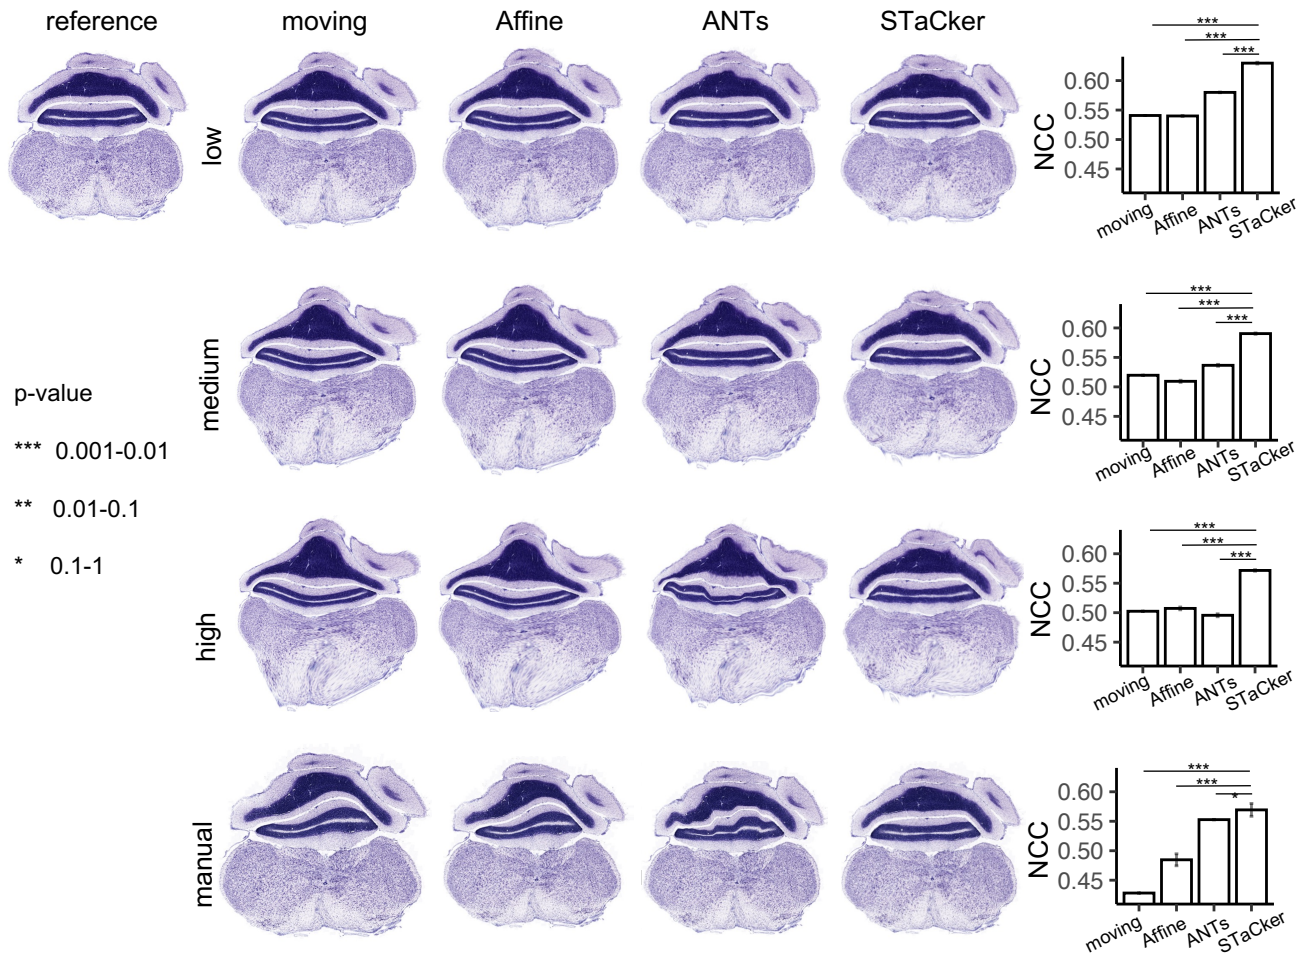 reference moving Affine ANTs STaCker
low
***
***
***
NCC
0.60
0.55
0.50
0.45
moving Affine ANTs STaCker
medium
***
***
***
NCC
0.60
0.55
0.50
0.45
moving Affine ANTs STaCker
p-value
*** 0.001-0.01
** 0.01-0.1
* 0.1-1
high
***
***
***
NCC
0.60
0.55
0.50
0.45
moving Affine ANTs STaCker
manual
***
***
*
NCC
0.60
0.55
0.50
0.45
moving Affine ANTs STaCker